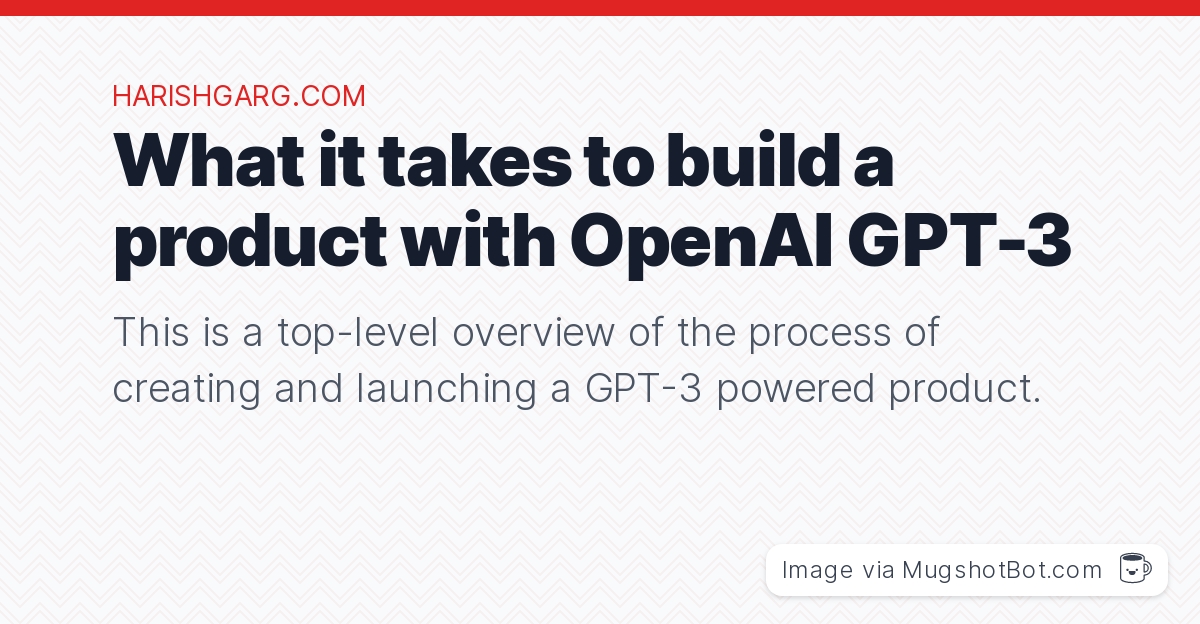 HARISHGARG.COM
What it takes to build a
product with OpenAI GPT-3
This is a top-level overview of the process of
creating and launching a GPT-3 powered product.
Image via MugshotBot.com